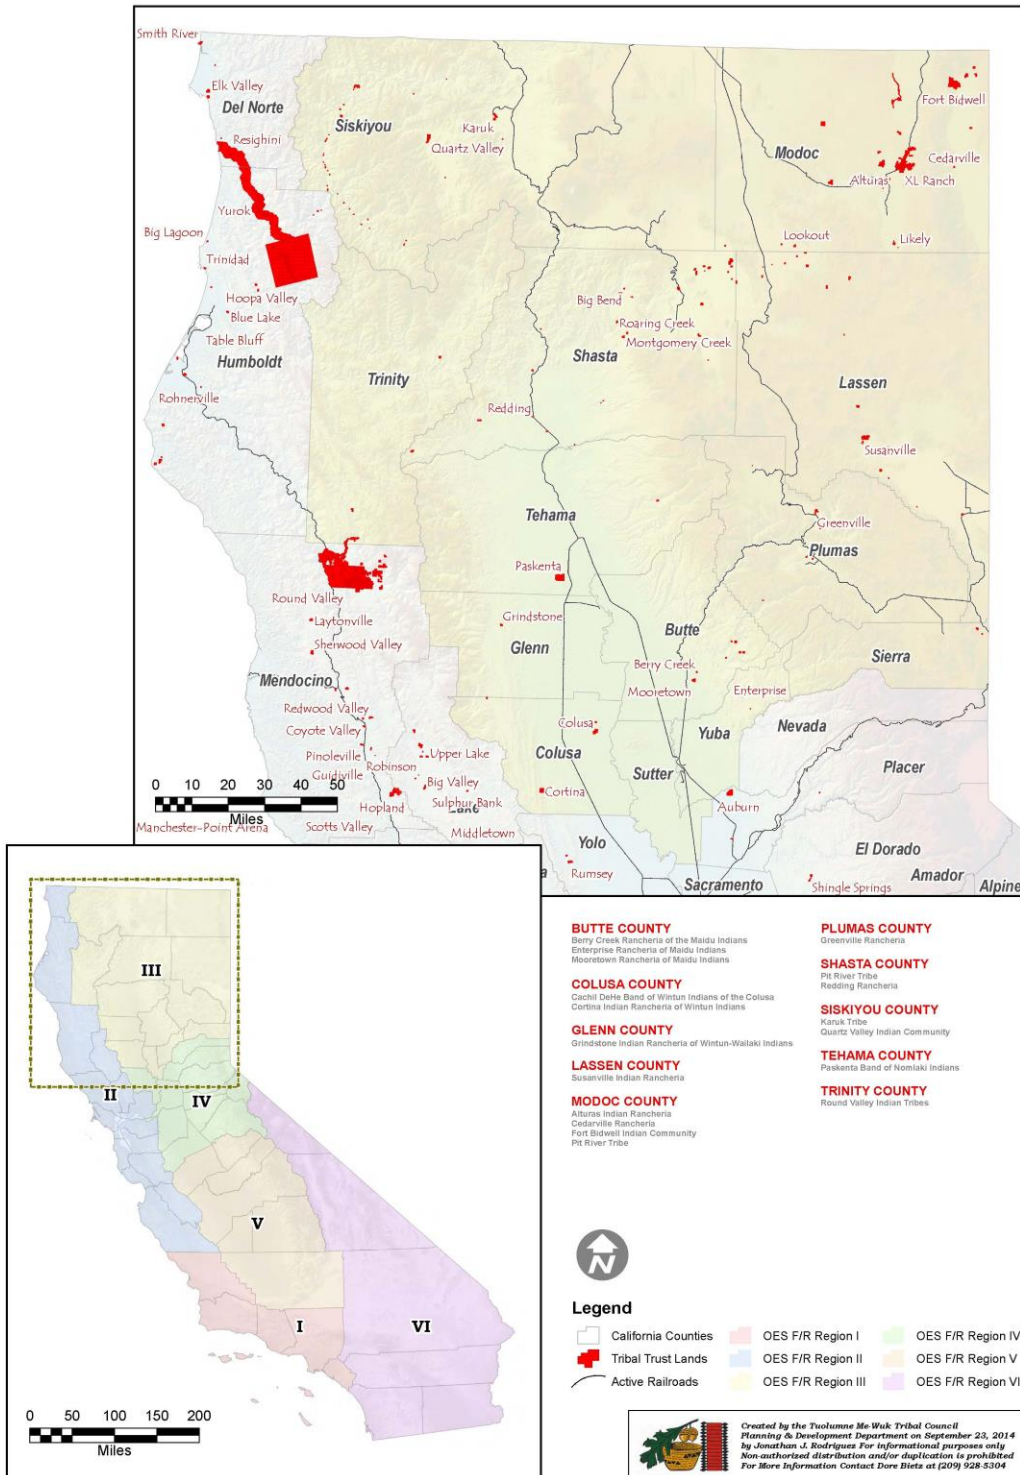 Smith River
Elk Valley
Del Norte
Resighini
Yurok
Big Lagoon
Trinidad
Hoopa Valley
Blue Lake
Table Bluff
Humboldt
Rohnerville
Siskiyou
Karuk
Quartz Valley
Modoc
Fort Bidwell
Cedarville
Alturas
XL Ranch
Lookout
Likely
Big Bend
Roaring Creek
Montgomery Creek
Shasta
Trinity
Lassen
Redding
Susanville
Tehama
Greenville
Plumas
Paskenta
Round Valley
Laytonville
Sherwood Valley
Grindstone
Glenn
Butte
Sierra
Berry Creek
Mooretown
Enterprise
Mendocino
Redwood Valley
Coyote Valley
Pinoleville
Guidiville
Robinson
Upper Lake
Big Valley
Sulphur Bank
Lake
Hopland
Scotts Valley
Middletown
Manchester-Point Arena
Colusa
Colusa
Yuba
Nevada
Sutter
Placer
Cortina
Auburn
Yolo
Rumsey
El Dorado
Amador
Alpine
Sacramento
Shingle Springs
a
0 10 20 30 40 50
Miles
III
II
IV
V
I
VI
0 50 100 150 200
Miles
BUTTE COUNTY
Berry Creek Rancheria of the Maidu Indians
Enterprise Rancheria of Maidu Indians
Mooretown Rancheria of Maidu Indians
COLUSA COUNTY
Cachil DeHe Band of Wintun Indians of the Colusa
Cortina Indian Rancheria of Wintun Indians
GLENN COUNTY
Grindstone Indian Rancheria of Wintun-Wailaki Indians
LASSEN COUNTY
Susanville Indian Rancheria
MODOC COUNTY
Alturas Indian Rancheria
Cedarville Rancheria
Fort Bidwell Indian Community
Pit River Tribe
PLUMAS COUNTY
Greenville Rancheria
SHASTA COUNTY
Pit River Tribe
Redding Rancheria
SISKIYOU COUNTY
Karuk Tribe
Quartz Valley Indian Community
TEHAMA COUNTY
Paskenta Band of Nomlaki Indians
TRINITY COUNTY
Round Valley Indian Tribes
N
Legend
California Counties
Tribal Trust Lands
Active Railroads
OES F/R Region I
OES F/R Region II
OES F/R Region III
OES F/R Region IV
OES F/R Region V
OES F/R Region VI
Created by the Tuolumne Me-Wuk Tribal Council
Planning & Development Department on September 23, 2014
by Jonathan J. Rodriguez For informational purposes only
Non-authorized distribution and/or duplication is prohibited
For More Information Contact Dore Bietz at (209) 928-5304